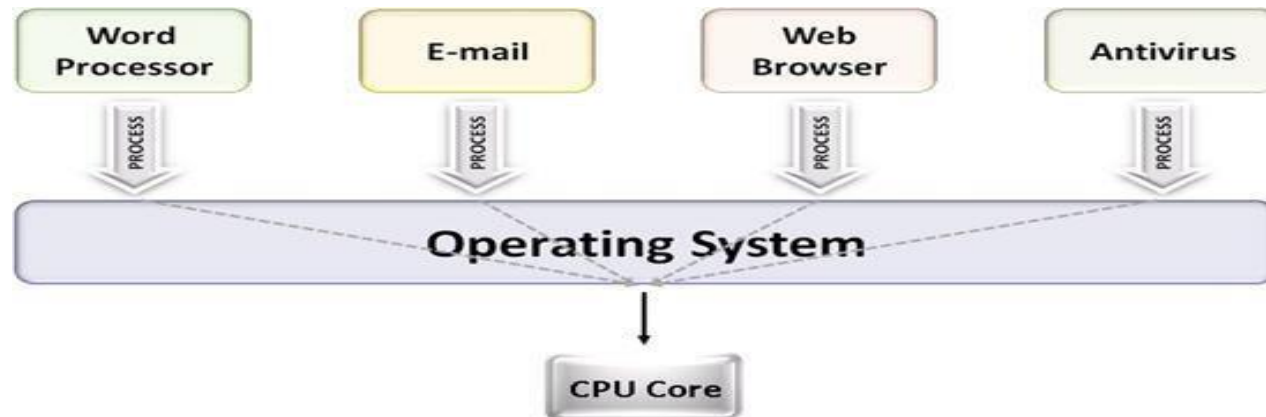 Word
Processor
E-mail
Web
Browser
Antivirus
PROCESS
PROCESS
PROCESS
PROCESS
Operating System
CPU Core